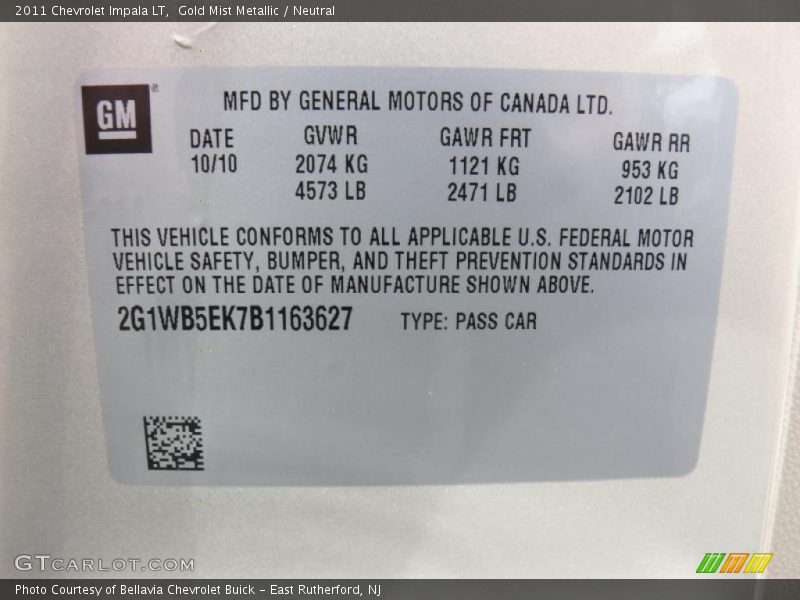 2011 Chevrolet Impala LT,  Gold Mist Metallic / Neutral
GM ®
MFD BY GENERAL MOTORS OF CANADA LTD.
DATE GVWR GAWR FRT GAWR RR
10/10 2074 KG 1121 KG 953 KG
4573 LB 2471 LB 2102 LB
THIS VEHICLE CONFORMS TO ALL APPLICABLE U.S. FEDERAL MOTOR
VEHICLE SAFETY, BUMPER, AND THEFT PREVENTION STANDARDS IN
EFFECT ON THE DATE OF MANUFACTURE SHOWN ABOVE.
2G1WB5EK7B1163627 TYPE: PASS CAR
GTCARLOT.COM
Photo Courtesy of Bellavia Chevrolet Buick - East Rutherford, NJ